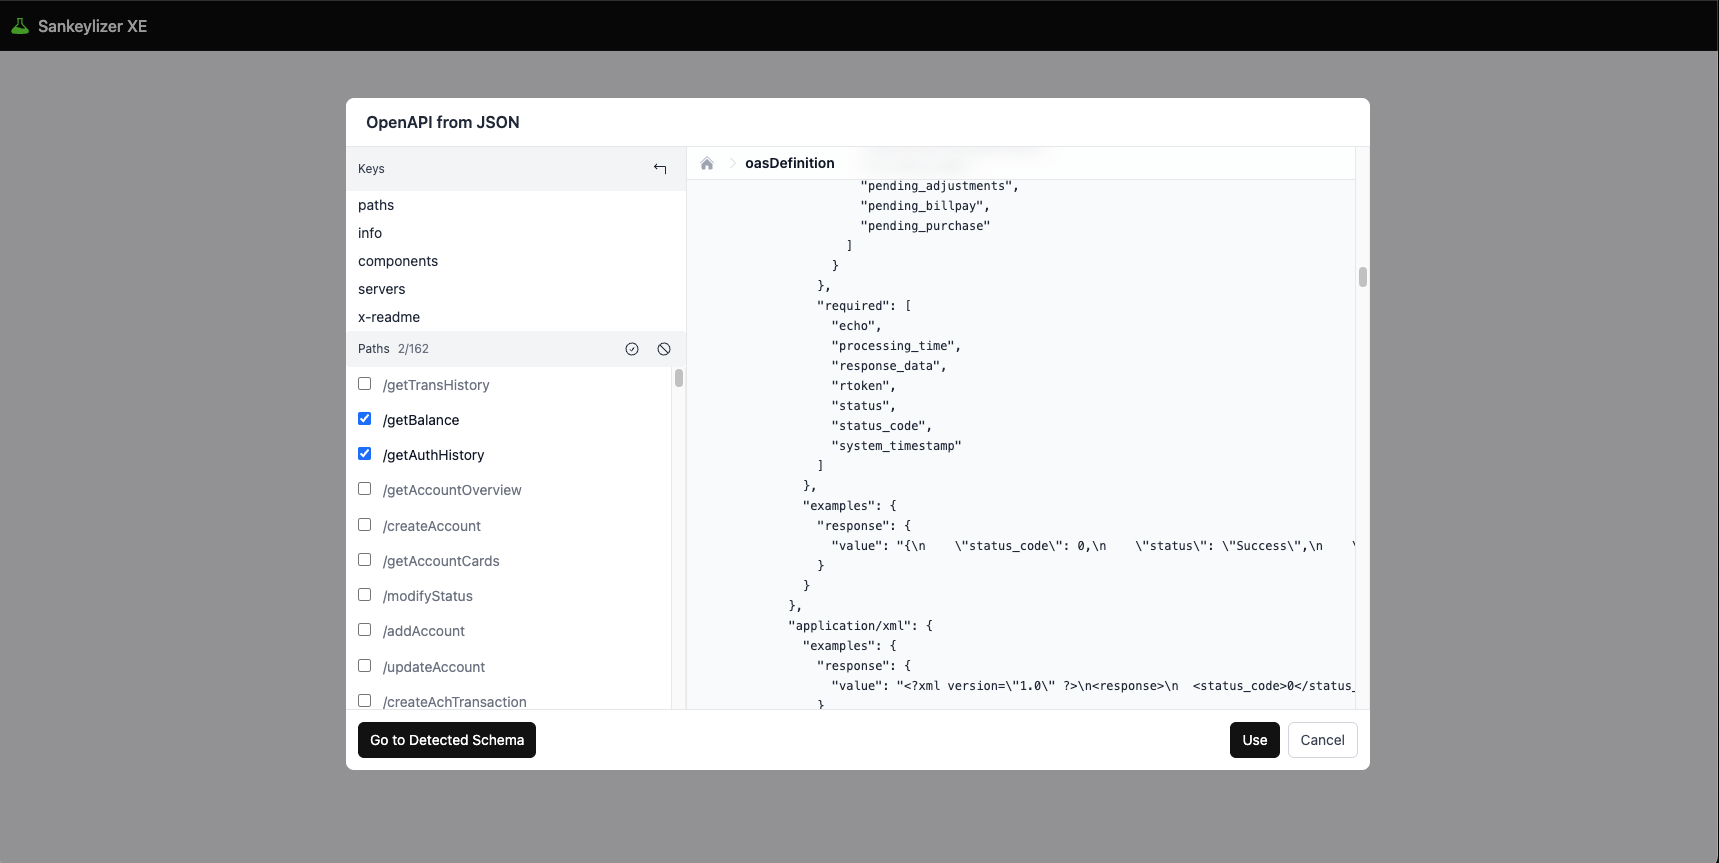 Sankeylizer XE
OpenAPI from JSON
Keys
paths
info
components
servers
x-readme
Paths 2/162
/getTransHistory
/getBalance
/getAuthHistory
/getAccountOverview
/createAccount
/getAccountCards
/modifyStatus
/addAccount
/updateAccount
/createAchTransaction
oasDefinition
"pending_adjustments",
"pending_billpay",
"pending_purchase"
]
}
},
"required": [
"echo",
"processing_time",
"response_data",
"rtoken",
"status",
"status_code",
"system_timestamp"
]
},
"examples": {
"response": {
"value": "{\n    \"status_code\": 0,\n    \"status\": \"Success\",\n    \
}
}
},
"application/xml": {
"examples": {
"response": {
"value": "<?xml version=\"1.0\" ?>\n<response>\n  <status_code>0</status_
}
Go to Detected Schema
Use
Cancel